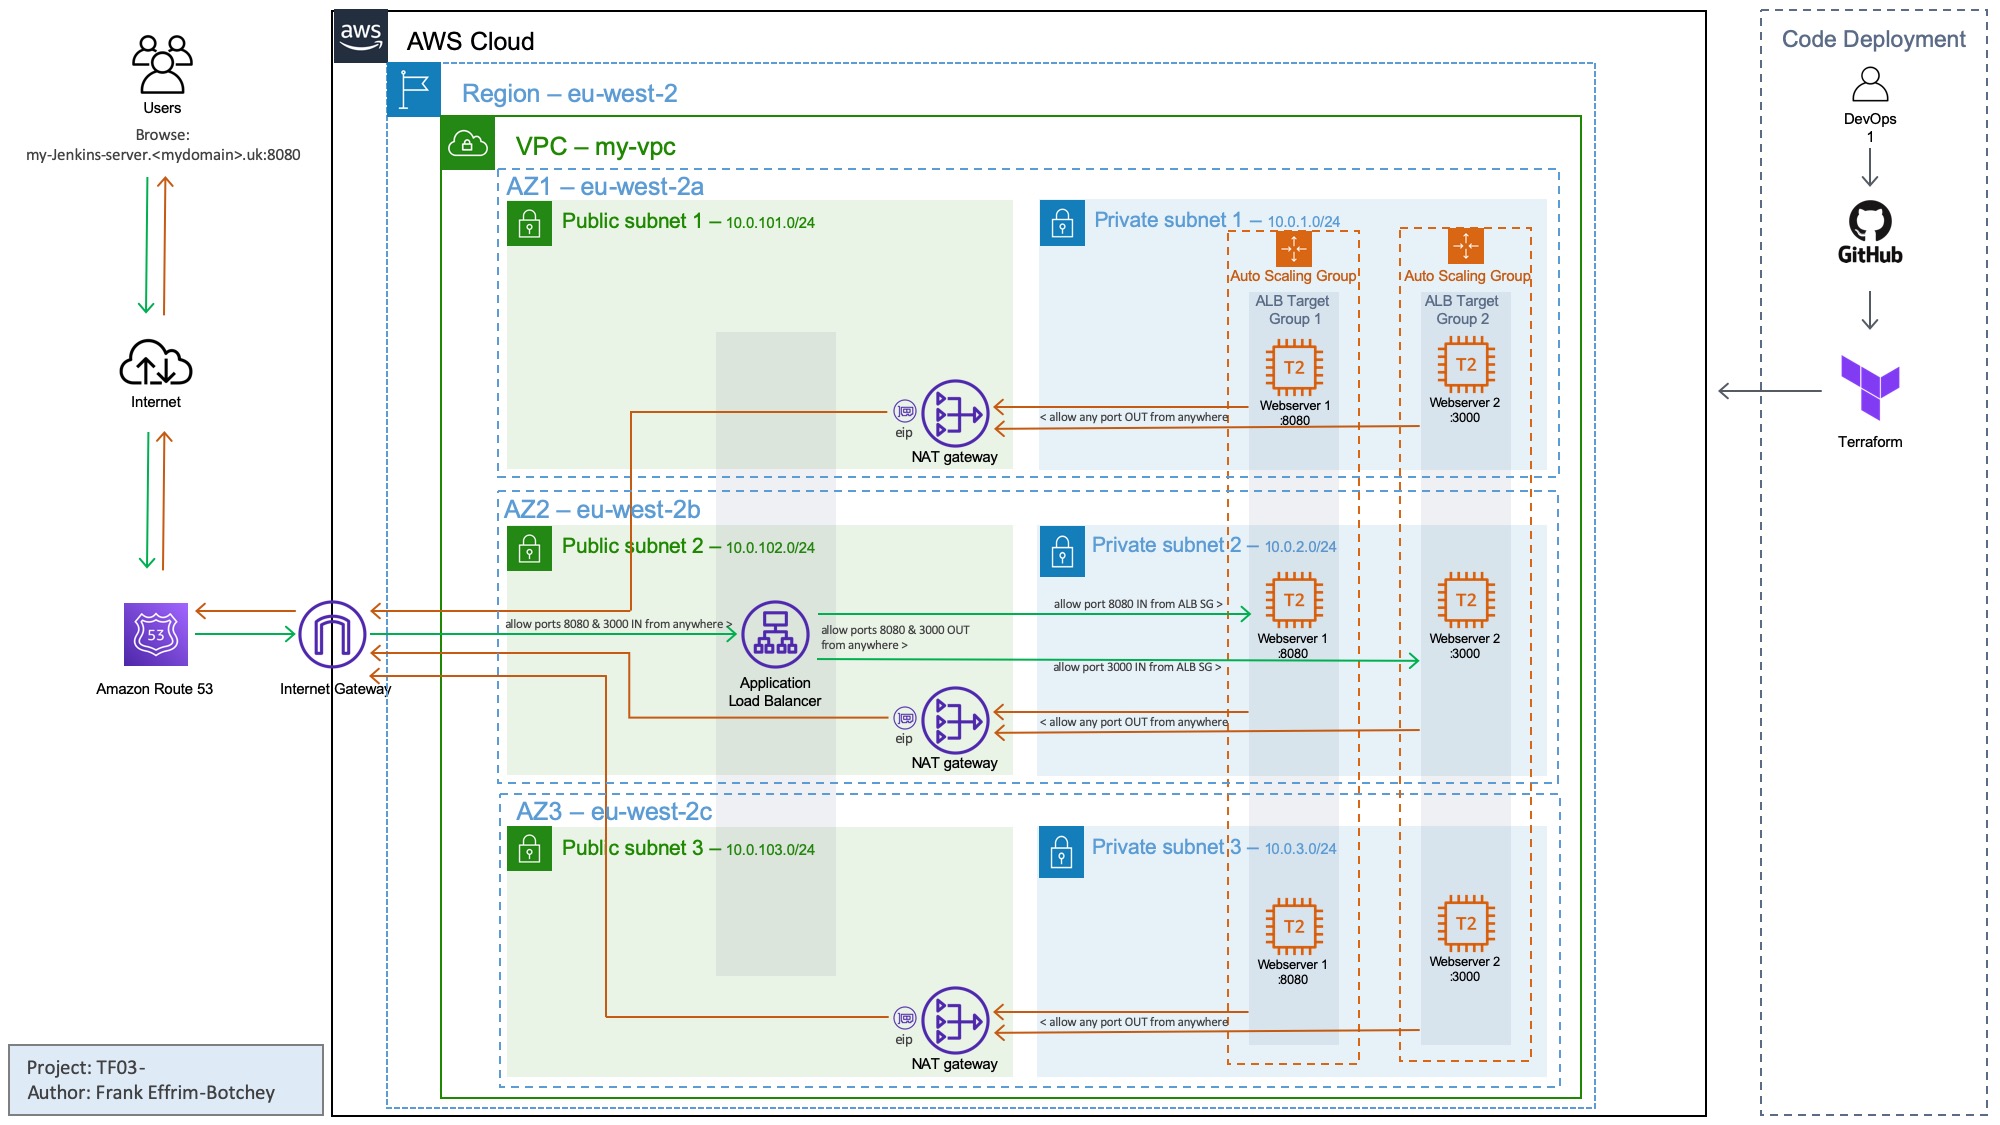 Users
Browse:
my-Jenkins-server.<mydomain>.uk:8080
Internet
Amazon Route 53
Internet Gateway
Project: TF03-
Author: Frank Effrim-Botchey
aws
AWS Cloud
Region – eu-west-2
VPC – my-vpc
AZ1 – eu-west-2a
Public subnet 1 – 10.0.101.0/24
eip
NAT gateway
Private subnet 1 – 10.0.1.0/24
Auto Scaling Group
Auto Scaling Group
ALB Target
Group 1
ALB Target
Group 2
T2
Webserver 1
:8080
T2
Webserver 2
:3000
< allow any port OUT from anywhere
AZ2 – eu-west-2b
Public subnet 2 – 10.0.102.0/24
53
allow ports 8080 & 3000 IN from anywhere >
Application
Load Balancer
allow ports 8080 & 3000 OUT
from anywhere >
eip
NAT gateway
Private subnet 2 – 10.0.2.0/24
allow port 8080 IN from ALB SG >
allow port 3000 IN from ALB SG >
T2
Webserver 1
:8080
T2
Webserver 2
:3000
< allow any port OUT from anywhere
AZ3 – eu-west-2c
Public subnet 3 – 10.0.103.0/24
eip
NAT gateway
Private subnet 3 – 10.0.3.0/24
T2
Webserver 1
:8080
T2
Webserver 2
:3000
< allow any port OUT from anywhere
Code Deployment
DevOps
1
GitHub
Terraform